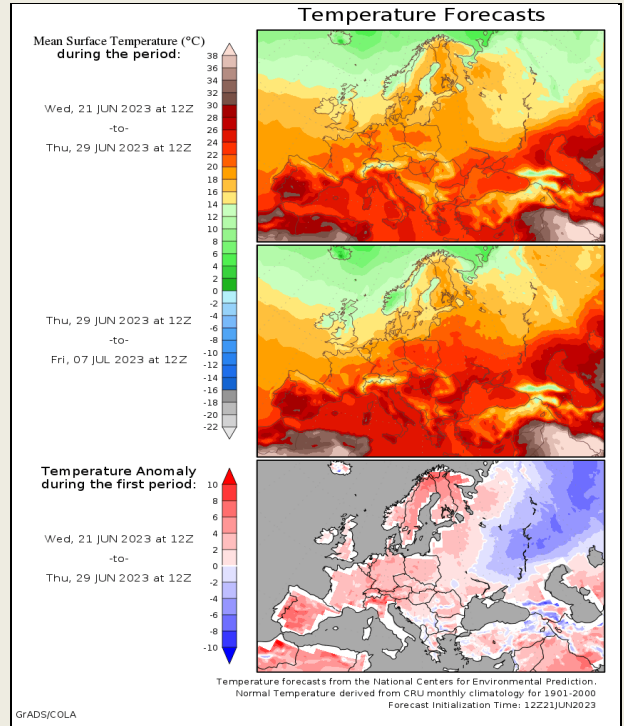 Temperature Forecasts
Mean Surface Temperature (°C)
during the period:
Wed, 21 JUN 2023 at 12Z
-to-
Thu, 29 JUN 2023 at 12Z
38
36
34
32
30
28
26
24
22
20
18
16
14
12
10
8
6
4
2
0
-2
-4
-6
-8
-10
-12
-14
-16
-18
-20
-22
Thu, 29 JUN 2023 at 12Z
-to-
Fri, 07 JUL 2023 at 12Z
Temperature Anomaly
during the first period:
Wed, 21 JUN 2023 at 12Z
-to-
Thu, 29 JUN 2023 at 12Z
10
8
6
4
2
0
-2
-4
-6
-8
-10
Temperature forecasts from the National Centers for Environmental Prediction.
Normal Temperature derived from CRU monthly climatology for 1901-2000
Forecast Initialization Time: 12Z21JUN2023
GrADS/COLA